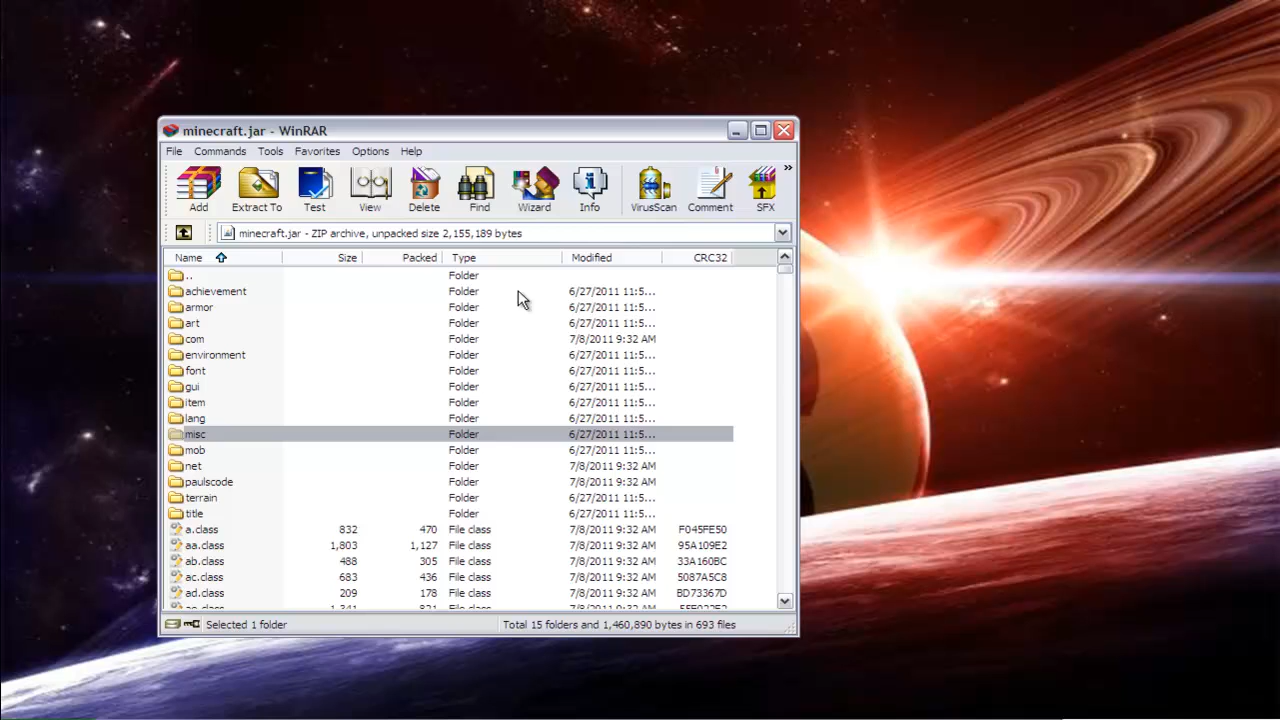 minecraft.jar - WinRAR
File Commands Tools Favorites Options Help
Add Extract To Test View Delete Find Wizard Info VirusScan Comment SFX »
minecraft.jar - ZIP archive, unpacked size 2,155,189 bytes
Name Size Packed Type Modified CRC32
.. Folder
achievement Folder 6/27/2011 11:5...
armor Folder 6/27/2011 11:5...
art Folder 6/27/2011 11:5...
com Folder 7/8/2011 9:32 AM
environment Folder 6/27/2011 11:5...
font Folder 6/27/2011 11:5...
gui Folder 6/27/2011 11:5...
item Folder 6/27/2011 11:5...
lang Folder 6/27/2011 11:5...
misc Folder 6/27/2011 11:5...
mob Folder 6/27/2011 11:5...
net Folder 7/8/2011 9:32 AM
paulscode Folder 7/8/2011 9:32 AM
terrain Folder 6/27/2011 11:5...
title Folder 6/27/2011 11:5...
a.class 832 470 File class 7/8/2011 9:32 AM F045FE50
aa.class 1,803 1,127 File class 7/8/2011 9:32 AM 95A109E2
ab.class 488 305 File class 7/8/2011 9:32 AM 33A160BC
ac.class 683 436 File class 7/8/2011 9:32 AM 5087A5C8
ad.class 209 178 File class 7/8/2011 9:32 AM BD73367D
Selected 1 folder Total 15 folders and 1,460,890 bytes in 693 files